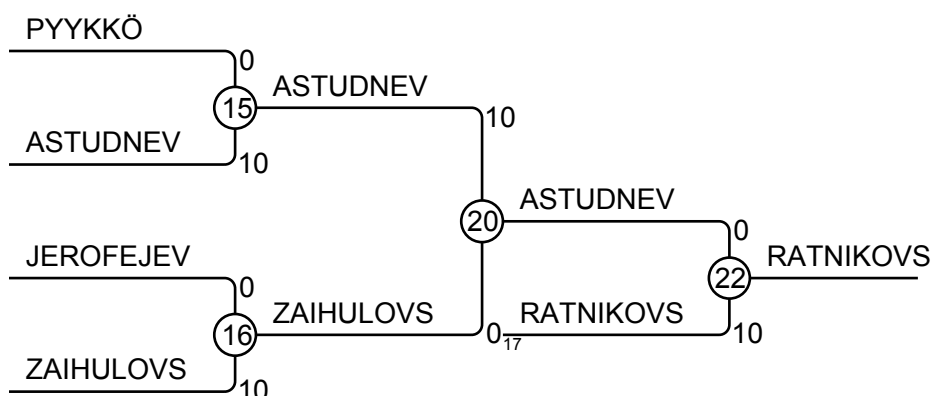 PYYKKÖ
0
15
ASTUDNEV
10
ASTUDNEV
10
20
ASTUDNEV
0
JEROFEJEV
0
22
RATNIKOVS
16
ZAIHULOVS
0
17
RATNIKOVS
10
ZAIHULOVS
10